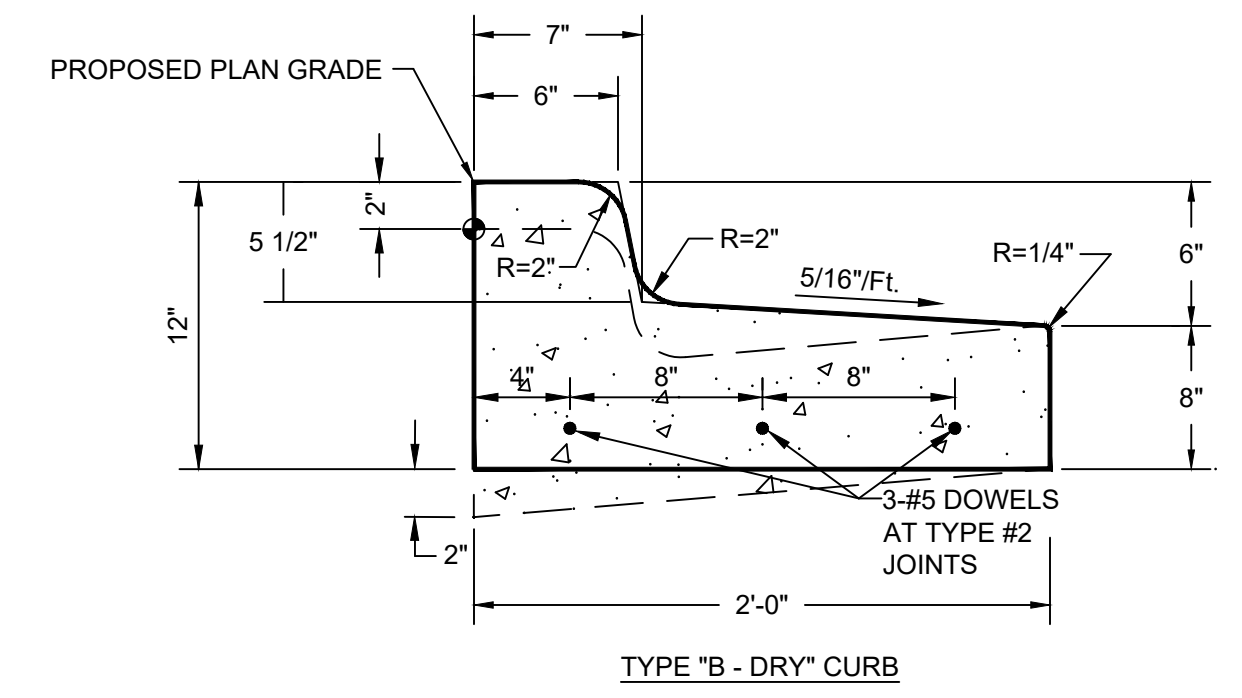 7"
PROPOSED PLAN GRADE
6"
2"
5 1/2"
R=2"
R=2"
5/16"/Ft.
R=1/4"
6"
12"
4"
8"
8"
8"
3-#5 DOWELS
AT TYPE #2
JOINTS
2"
2'-0"
TYPE "B - DRY" CURB